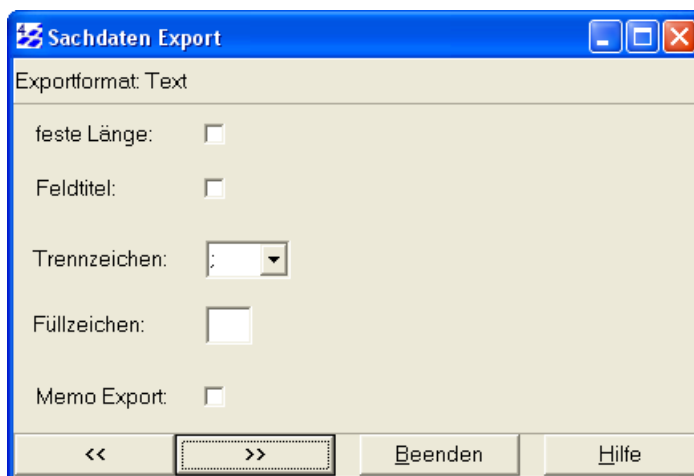 Sachdaten Export
Exportformat: Text
feste Länge:
Feldtitel:
Trennzeichen: ;
Füllzeichen:
Memo Export:
<< >> Beenden Hilfe